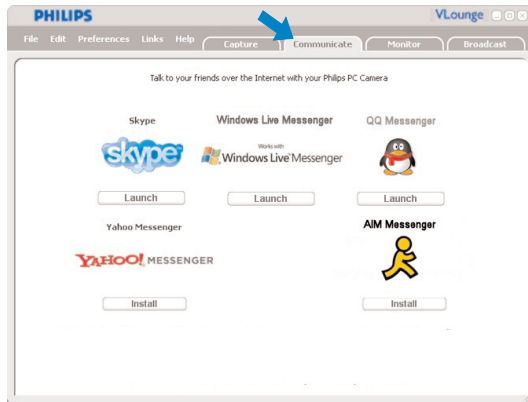 PHILIPS
VLounge
File Edit Preferences Links Help Capture Communicate Monitor Broadcast
Talk to your friends over the Internet with your Philips PC Camera
Skype
Windows Live Messenger
QQ Messenger
skype
Works with
Windows Live Messenger
Launch
Launch
Launch
Yahoo Messenger
AIM Messenger
YAHOO! MESSENGER
Install
Install